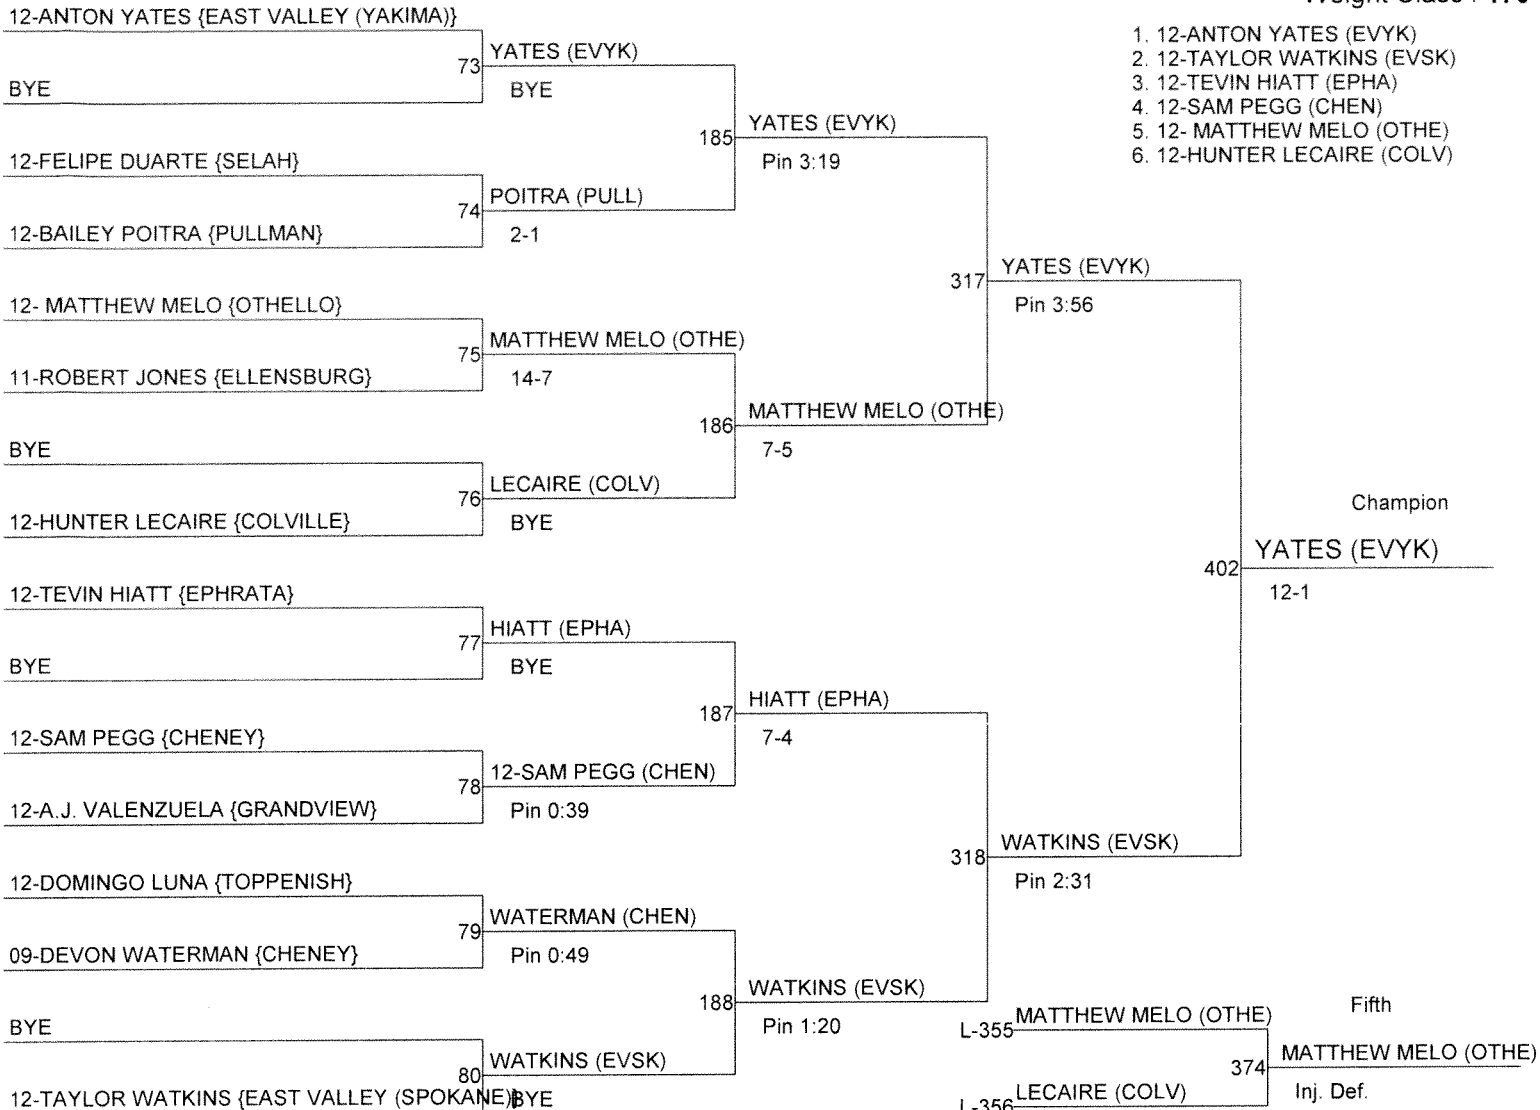 Weight Class :
1. 12-ANTON YATES (EVYK)
2. 12-TAYLOR WATKINS (EVSK)
3. 12-TEVIN HIATT (EPHA)
4. 12-SAM PEGG (CHEN)
5. 12- MATTHEW MELO (OTHE)
6. 12-HUNTER LECAIRE (COLV)
12-ANTON YATES {EAST VALLEY (YAKIMA)}
73 YATES (EVYK)
BYE
BYE
185 YATES (EVYK)
Pin 3:19
12-FELIPE DUARTE {SELAH}
74 POITRA (PULL)
12-BAILEY POITRA {PULLMAN}
2-1
317 YATES (EVYK)
Pin 3:56
12- MATTHEW MELO {OTHELLO}
75 MATTHEW MELO (OTHE)
11-ROBERT JONES {ELLENSBURG}
14-7
186 MATTHEW MELO (OTHE)
7-5
BYE
76 LECAIRE (COLV)
12-HUNTER LECAIRE {COLVILLE}
BYE
Champion
402 YATES (EVYK)
12-1
12-TEVIN HIATT {EPHRATA}
77 HIATT (EPHA)
BYE
BYE
187 HIATT (EPHA)
7-4
12-SAM PEGG {CHENEY}
78 12-SAM PEGG (CHEN)
12-A.J. VALENZUELA {GRANDVIEW}
Pin 0:39
318 WATKINS (EVSK)
Pin 2:31
12-DOMINGO LUNA {TOPPENISH}
79 WATERMAN (CHEN)
09-DEVON WATERMAN {CHENEY}
Pin 0:49
188 WATKINS (EVSK)
Pin 1:20
BYE
80 WATKINS (EVSK)
12-TAYLOR WATKINS {EAST VALLEY (SPOKANE)}
BYE
Fifth
L-355 MATTHEW MELO (OTHE)
374 MATTHEW MELO (OTHE)
Inj. Def.
L-356 LECAIRE (COLV)